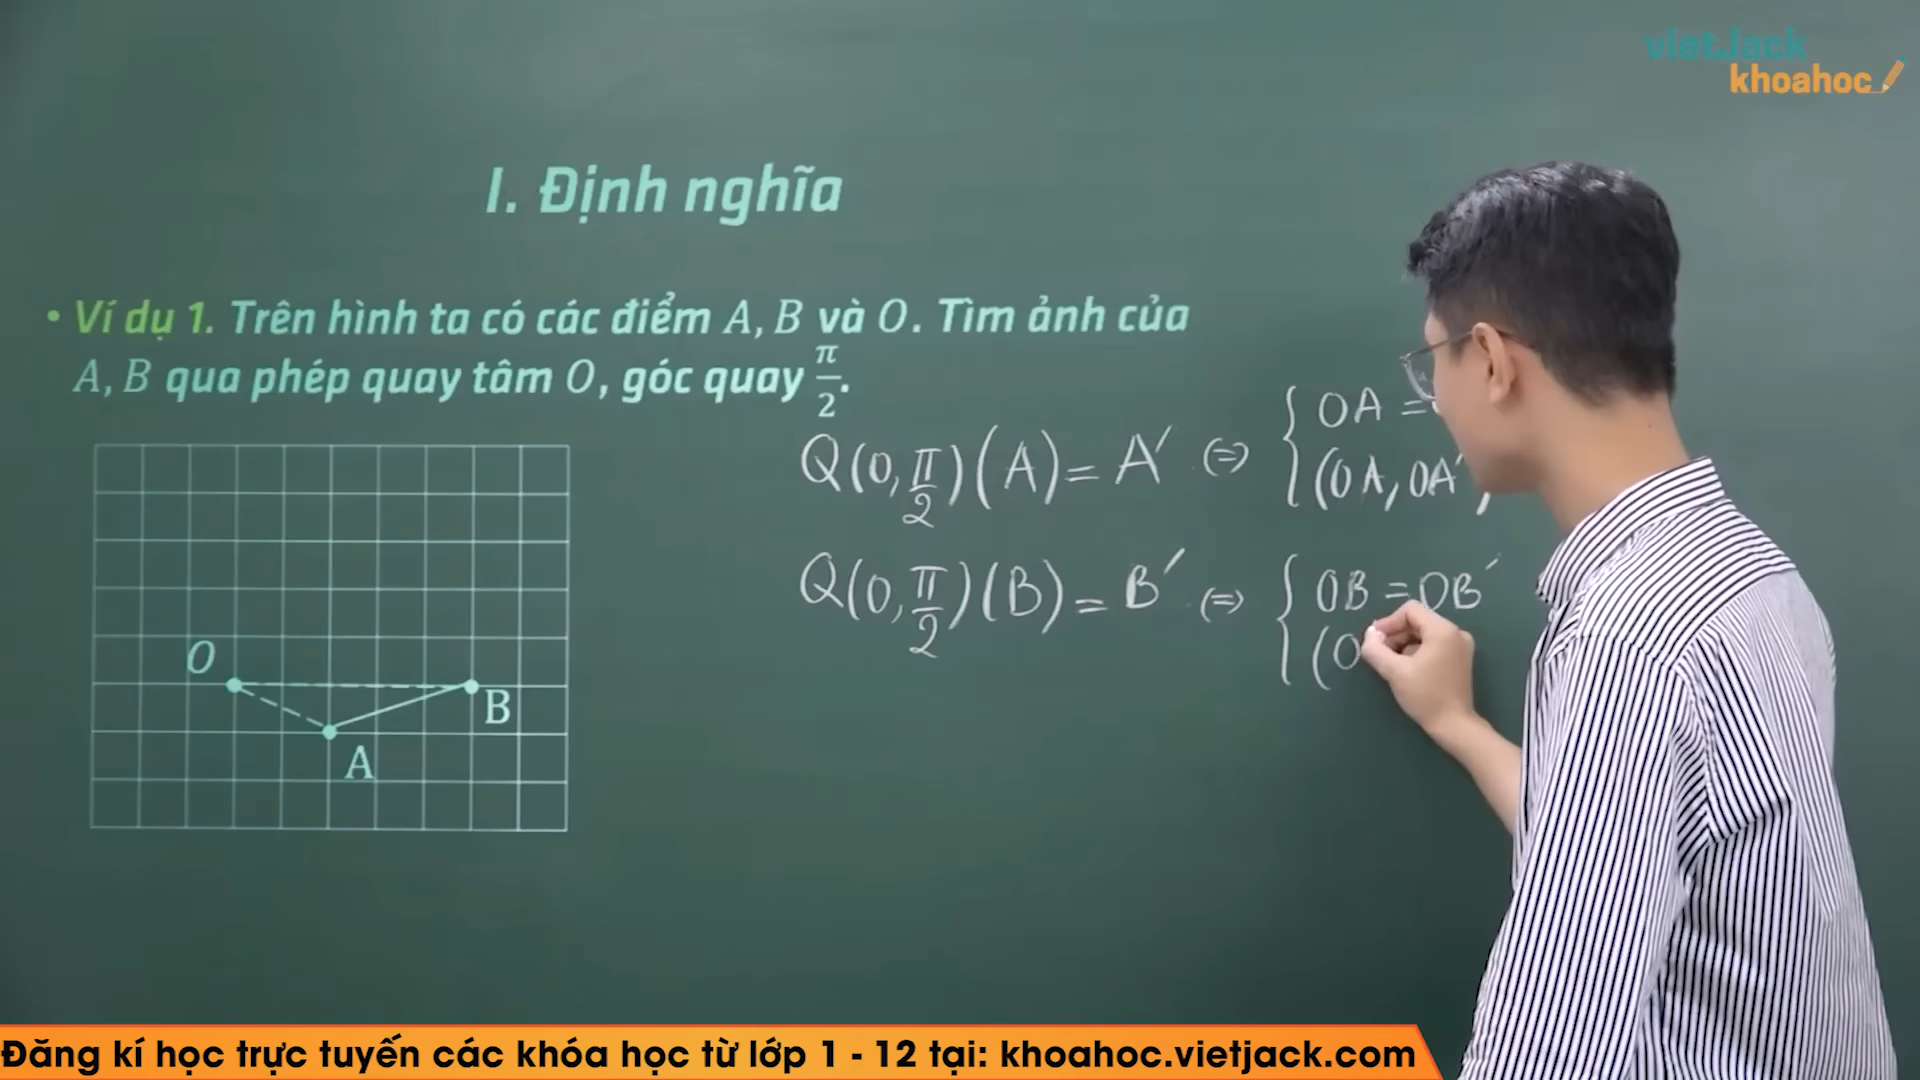 vietJack
khoahoc
I. Định nghĩa
• Ví dụ 1. Trên hình ta có các điểm A, B và O. Tìm ảnh của
A, B qua phép quay tâm O, góc quay π/2.
Q(O, π/2)(A) = A' ⇔ { OA =
(OA, OA'
Q(O, π/2)(B) = B' ⇔ { OB = OB'
(O
O
B
A
Đăng kí học trực tuyến các khóa học từ lớp 1 - 12 tại: khoahoc.vietjack.com